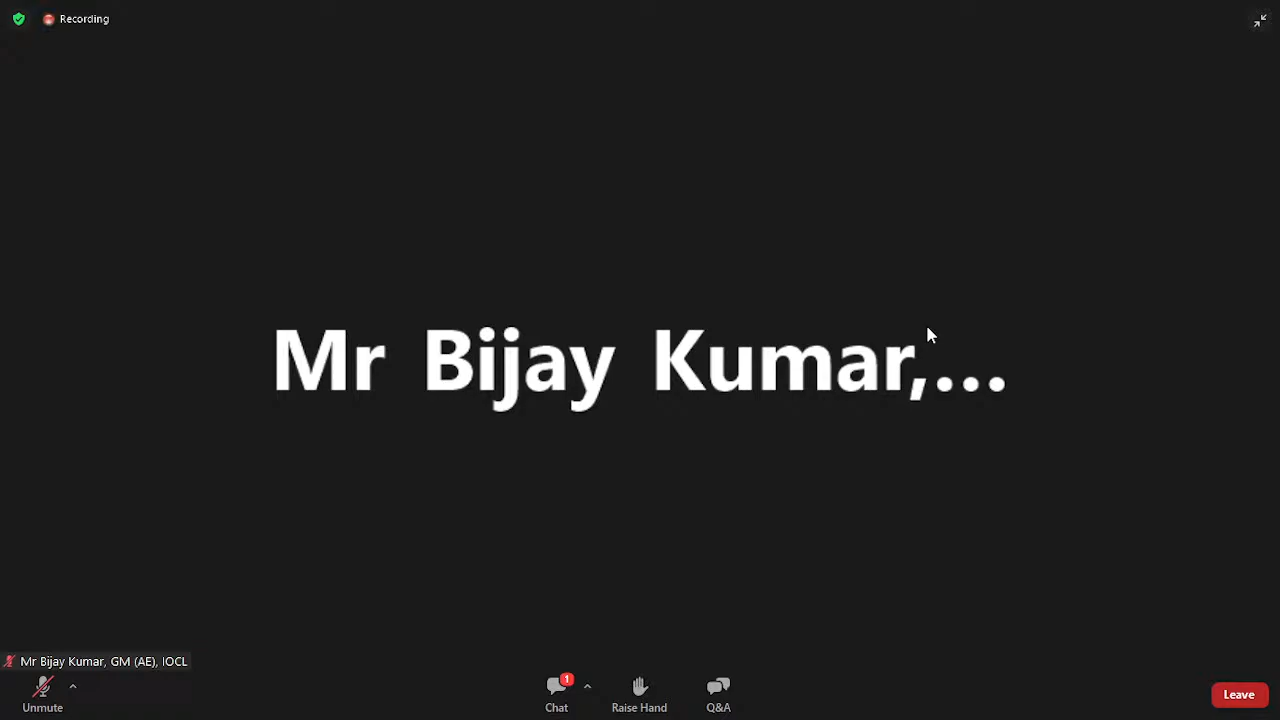 Recording
Mr Bijay Kumar,...
Mr Bijay Kumar, GM (AE), IOCL
Unmute
1
Chat
Raise Hand
Q&A
Leave